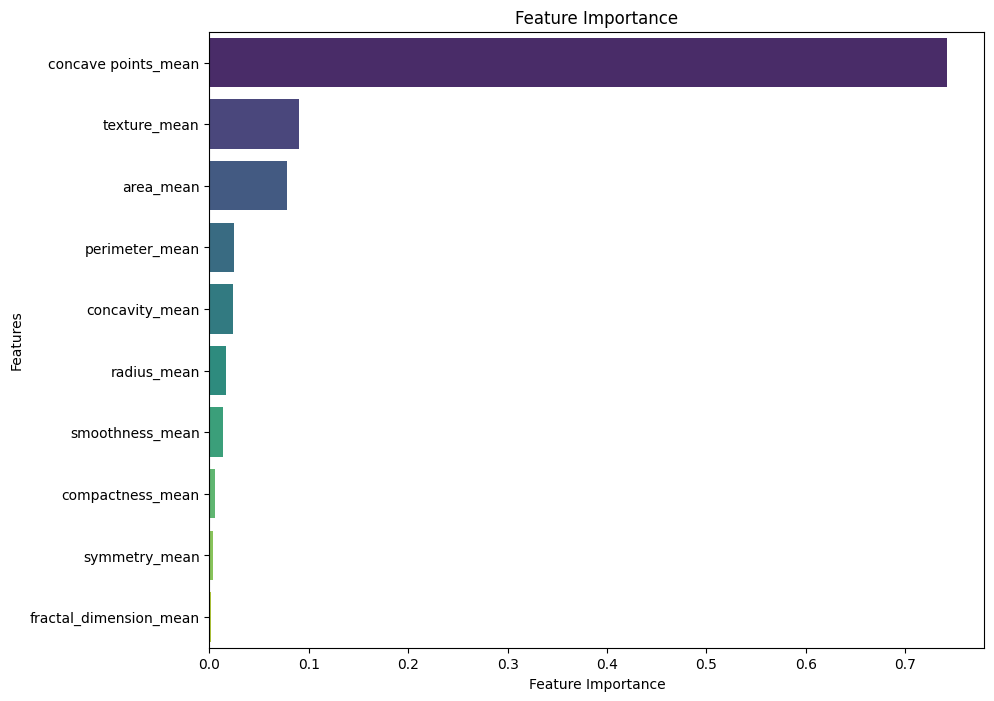 Feature Importance
Features
concave points_mean
texture_mean
area_mean
perimeter_mean
concavity_mean
radius_mean
smoothness_mean
compactness_mean
symmetry_mean
fractal_dimension_mean
0.0 0.1 0.2 0.3 0.4 0.5 0.6 0.7
Feature Importance